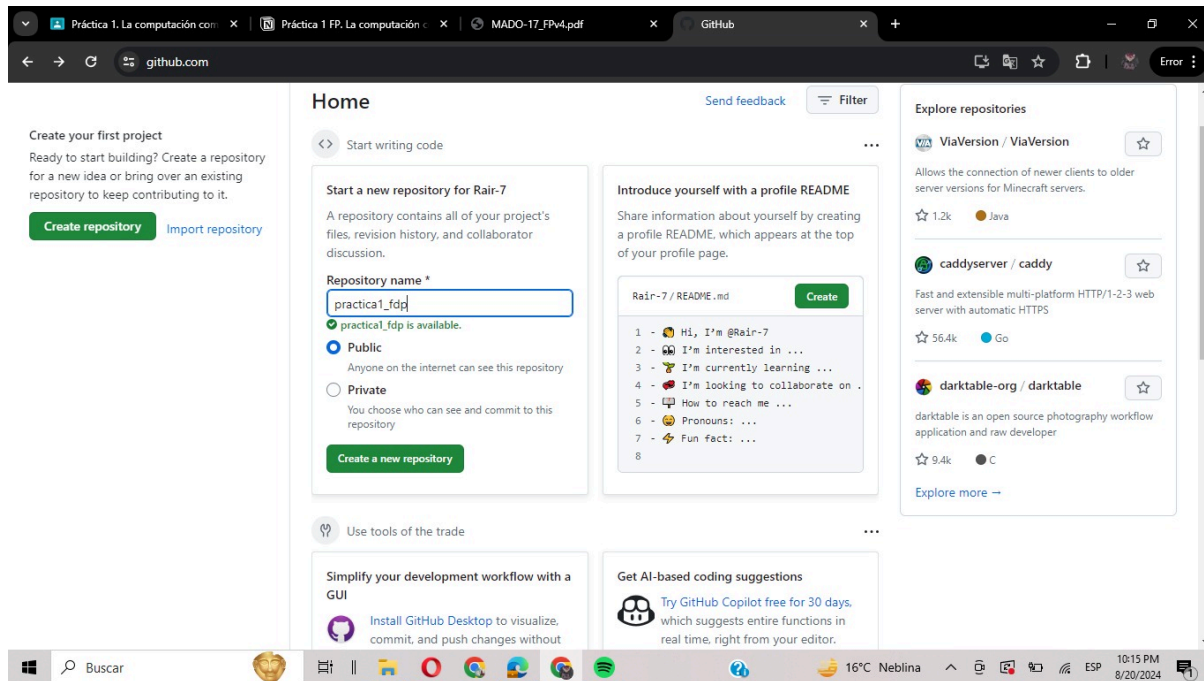 Práctica 1. La computación com
Práctica 1 FP. La computación c
MADO-17_FPv4.pdf
GitHub
github.com
Error
Home
Send feedback
Filter
Create your first project
Ready to start building? Create a repository
for a new idea or bring over an existing
repository to keep contributing to it.
Create repository
Import repository
Start writing code
Start a new repository for Rair-7
A repository contains all of your project's
files, revision history, and collaborator
discussion.
Repository name *
practica1_fdp
practica1_fdp is available.
Public
Anyone on the internet can see this repository
Private
You choose who can see and commit to this
repository
Create a new repository
Introduce yourself with a profile README
Share information about yourself by creating
a profile README, which appears at the top
of your profile page.
Rair-7 / README.md
Create
1 - 👋 Hi, I'm @Rair-7
2 - 👀 I'm interested in ...
3 - 🌱 I'm currently learning ...
4 - 💞️ I'm looking to collaborate on .
5 - 📫 How to reach me ...
6 - 😄 Pronouns: ...
7 - ⚡ Fun fact: ...
8
Use tools of the trade
Simplify your development workflow with a
GUI
Install GitHub Desktop to visualize,
commit, and push changes without
Get AI-based coding suggestions
Try GitHub Copilot free for 30 days,
which suggests entire functions in
real time, right from your editor.
Explore repositories
ViaVersion / ViaVersion
Allows the connection of newer clients to older
server versions for Minecraft servers.
1.2k Java
caddyserver / caddy
Fast and extensible multi-platform HTTP/1-2-3 web
server with automatic HTTPS
56.4k Go
darktable-org / darktable
darktable is an open source photography workflow
application and raw developer
9.4k C
Explore more →
Buscar
16°C Neblina
ESP
10:15 PM
8/20/2024